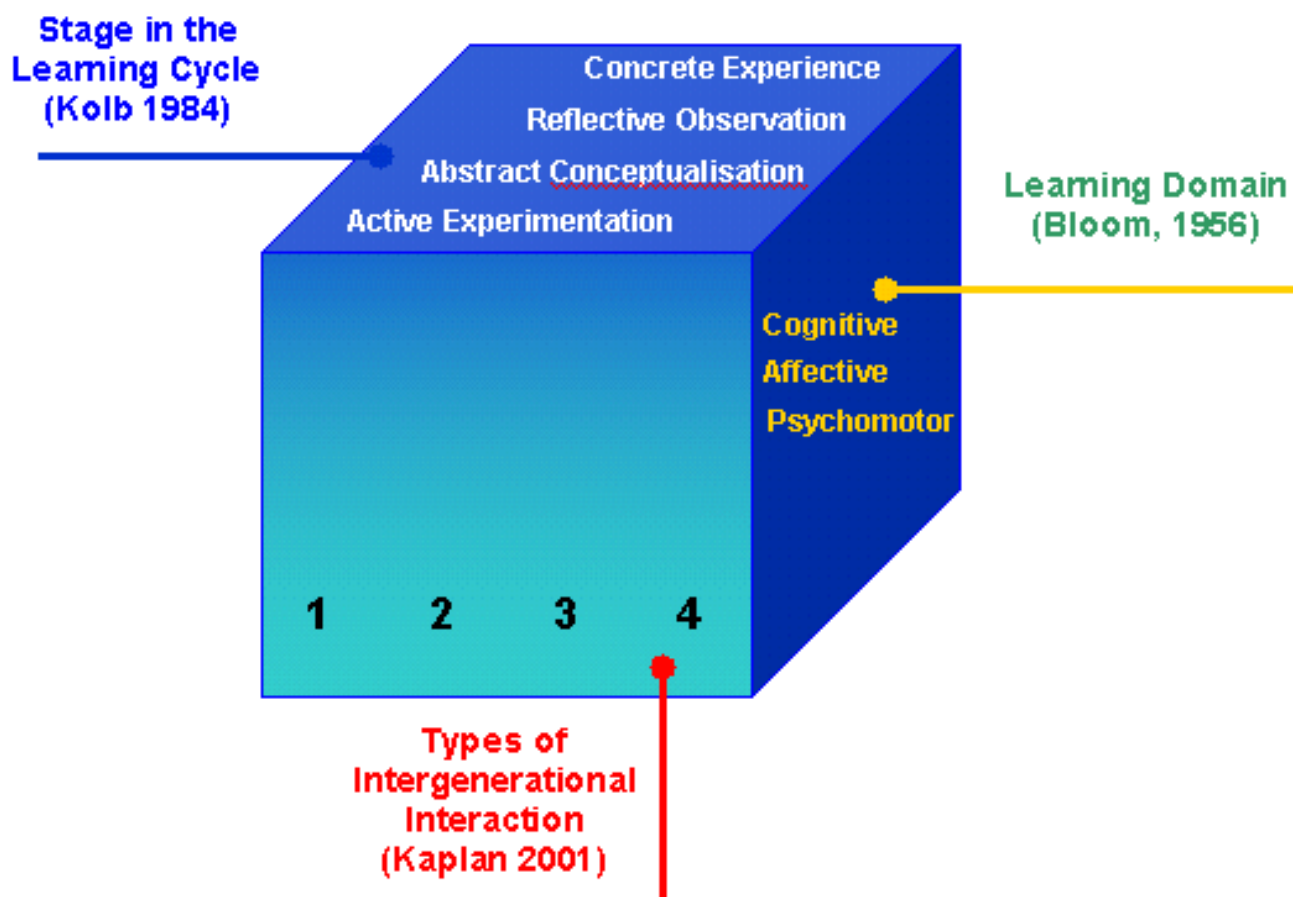 Stage in the
Learning Cycle
(Kolb 1984)
Concrete Experience
Reflective Observation
Abstract Conceptualisation
Active Experimentation
Learning Domain
(Bloom, 1956)
Cognitive
Affective
Psychomotor
1 2 3 4
Types of
Intergenerational
Interaction
(Kaplan 2001)